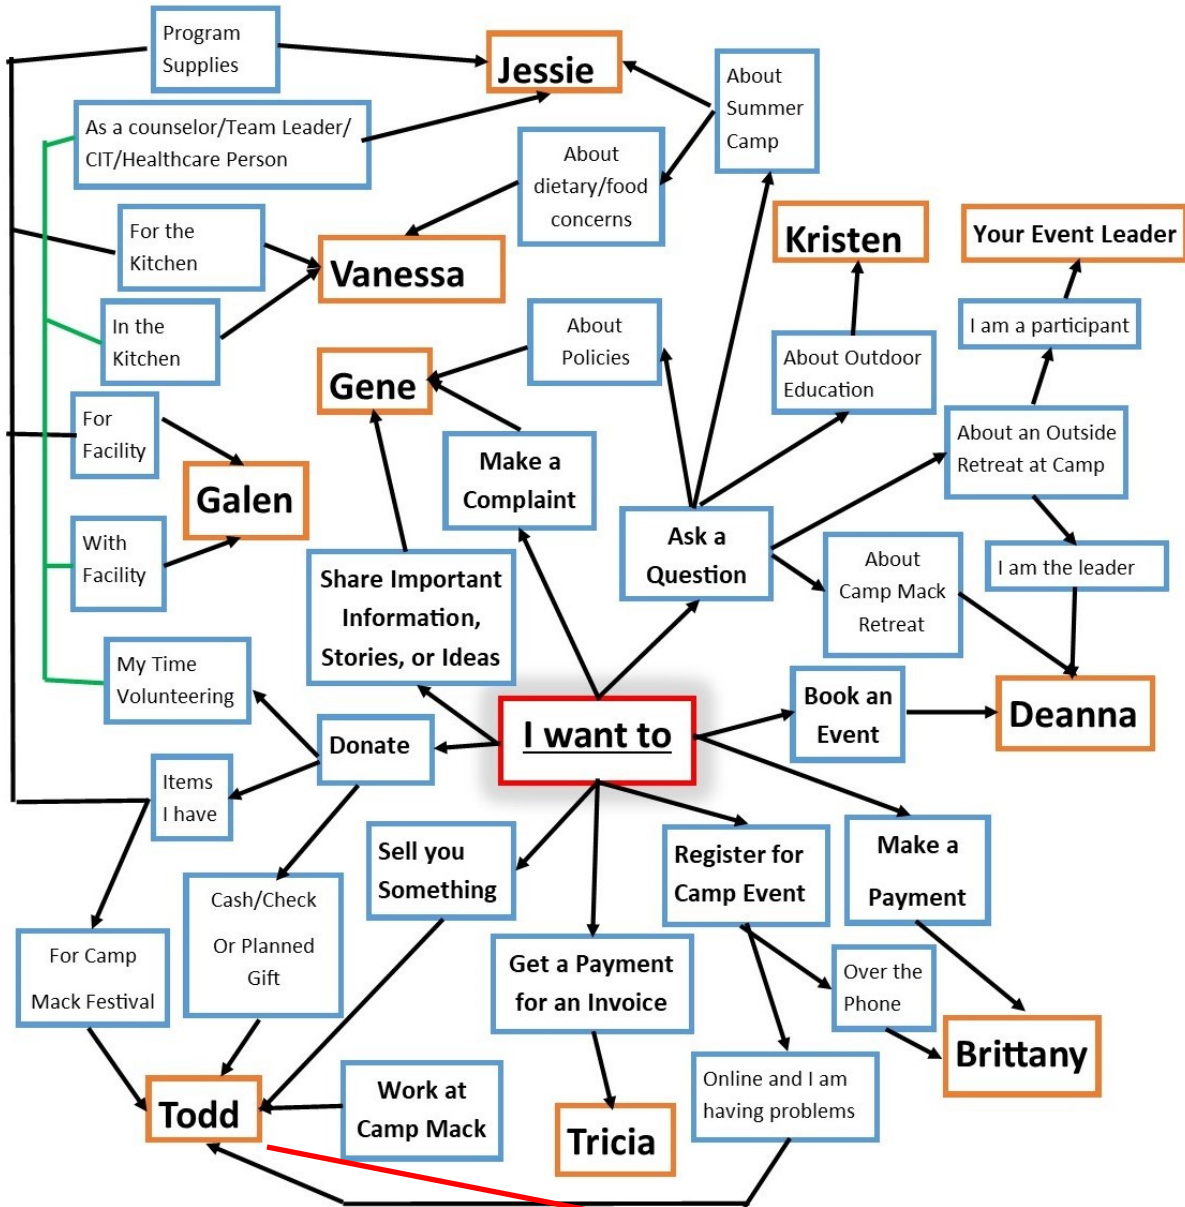 Program
Supplies
Jessie
About
Summer
Camp
As a counselor/Team Leader/
CIT/Healthcare Person
About
dietary/food
concerns
For the
Kitchen
Vanessa
Kristen
Your Event Leader
In the
Kitchen
About
Policies
I am a participant
Gene
About Outdoor
Education
For
Facility
Make a
Complaint
About an Outside
Retreat at Camp
Galen
With
Facility
Ask a
Question
Share Important
Information,
Stories, or Ideas
About
Camp Mack
Retreat
I am the leader
My Time
Volunteering
Donate
I want to
Book an
Event
Deanna
Items
I have
Sell you
Something
Register for
Camp Event
Make a
Payment
Cash/Check
Or Planned
Gift
For Camp
Mack Festival
Get a Payment
for an Invoice
Over the
Phone
Brittany
Todd
Work at
Camp Mack
Tricia
Online and I am
having problems